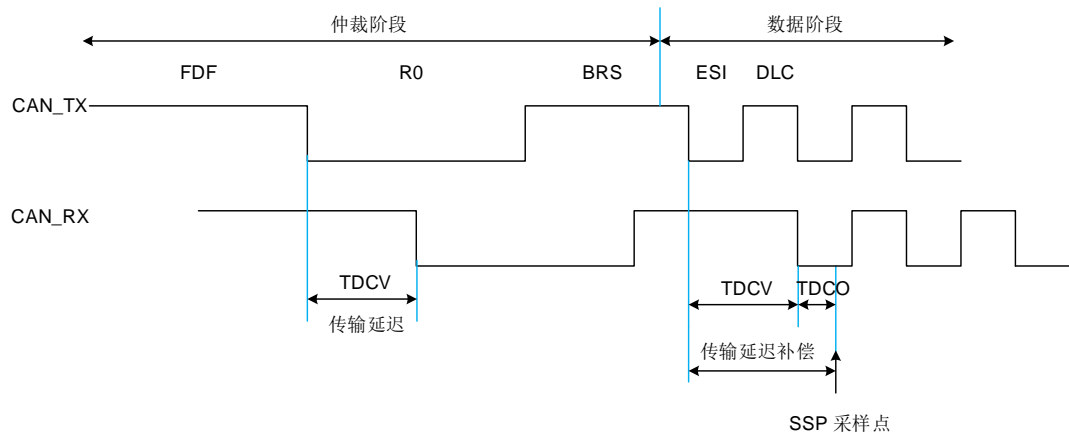 仲裁阶段
数据阶段
FDF
R0
BRS
ESI
DLC
CAN_TX
CAN_RX
TDCV
传输延迟
TDCV
TDCO
传输延迟补偿
SSP 采样点